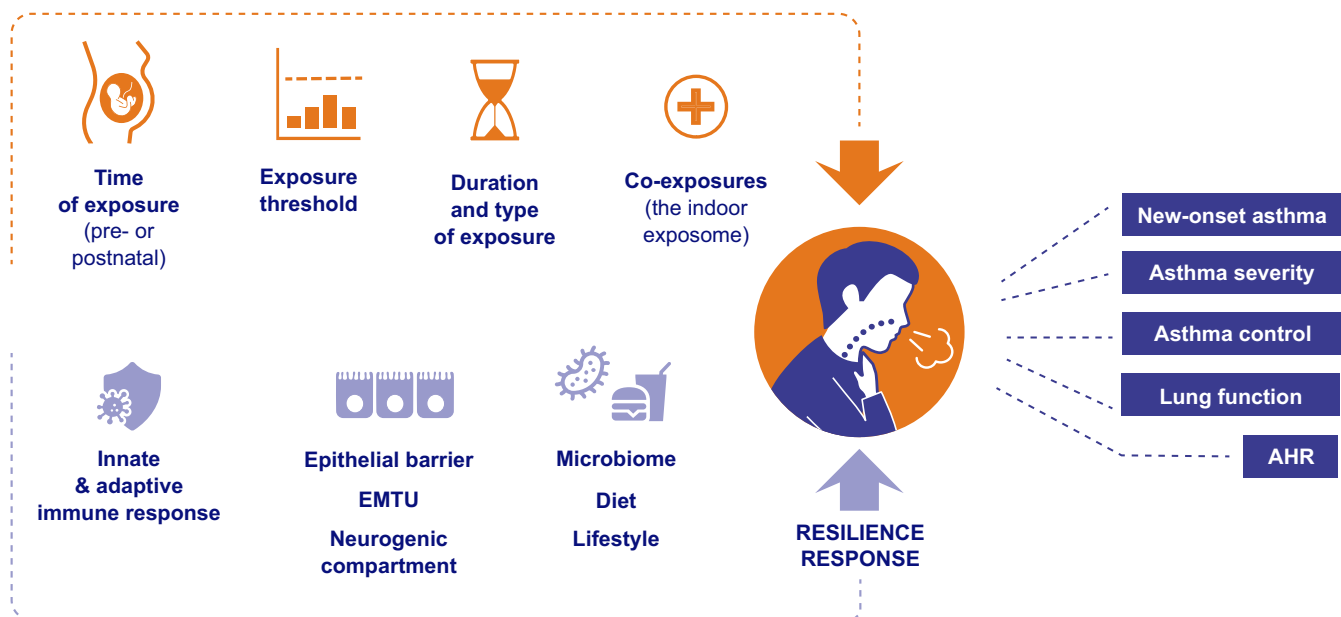 Time
of exposure
(pre- or
postnatal)
Exposure
threshold
Duration
and type
of exposure
Co-exposures
(the indoor
exposome)
Innate
& adaptive
immune response
Epithelial barrier
EMTU
Neurogenic
compartment
Microbiome
Diet
Lifestyle
RESILIENCE
RESPONSE
New-onset asthma
Asthma severity
Asthma control
Lung function
AHR